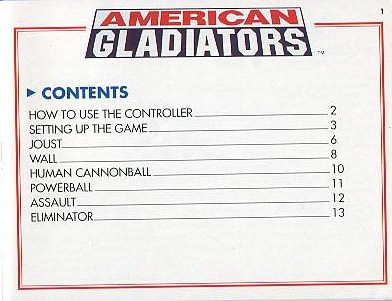 1
AMERICAN
GLADIATORS
TM
CONTENTS
HOW TO USE THE CONTROLLER 2
SETTING UP THE GAME 3
JOUST 6
WALL 8
HUMAN CANNONBALL 10
POWERBALL 11
ASSAULT 12
ELIMINATOR 13